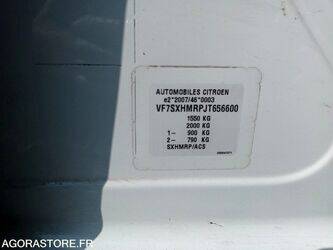 AUTOMOBILES CITROEN
e2*2007/46*0003
VF7SXHMRPJT656600
1550 KG
2000 KG
1- 900 KG
2- 790 KG
SXHMRP/ACS
AGORASTORE.FR